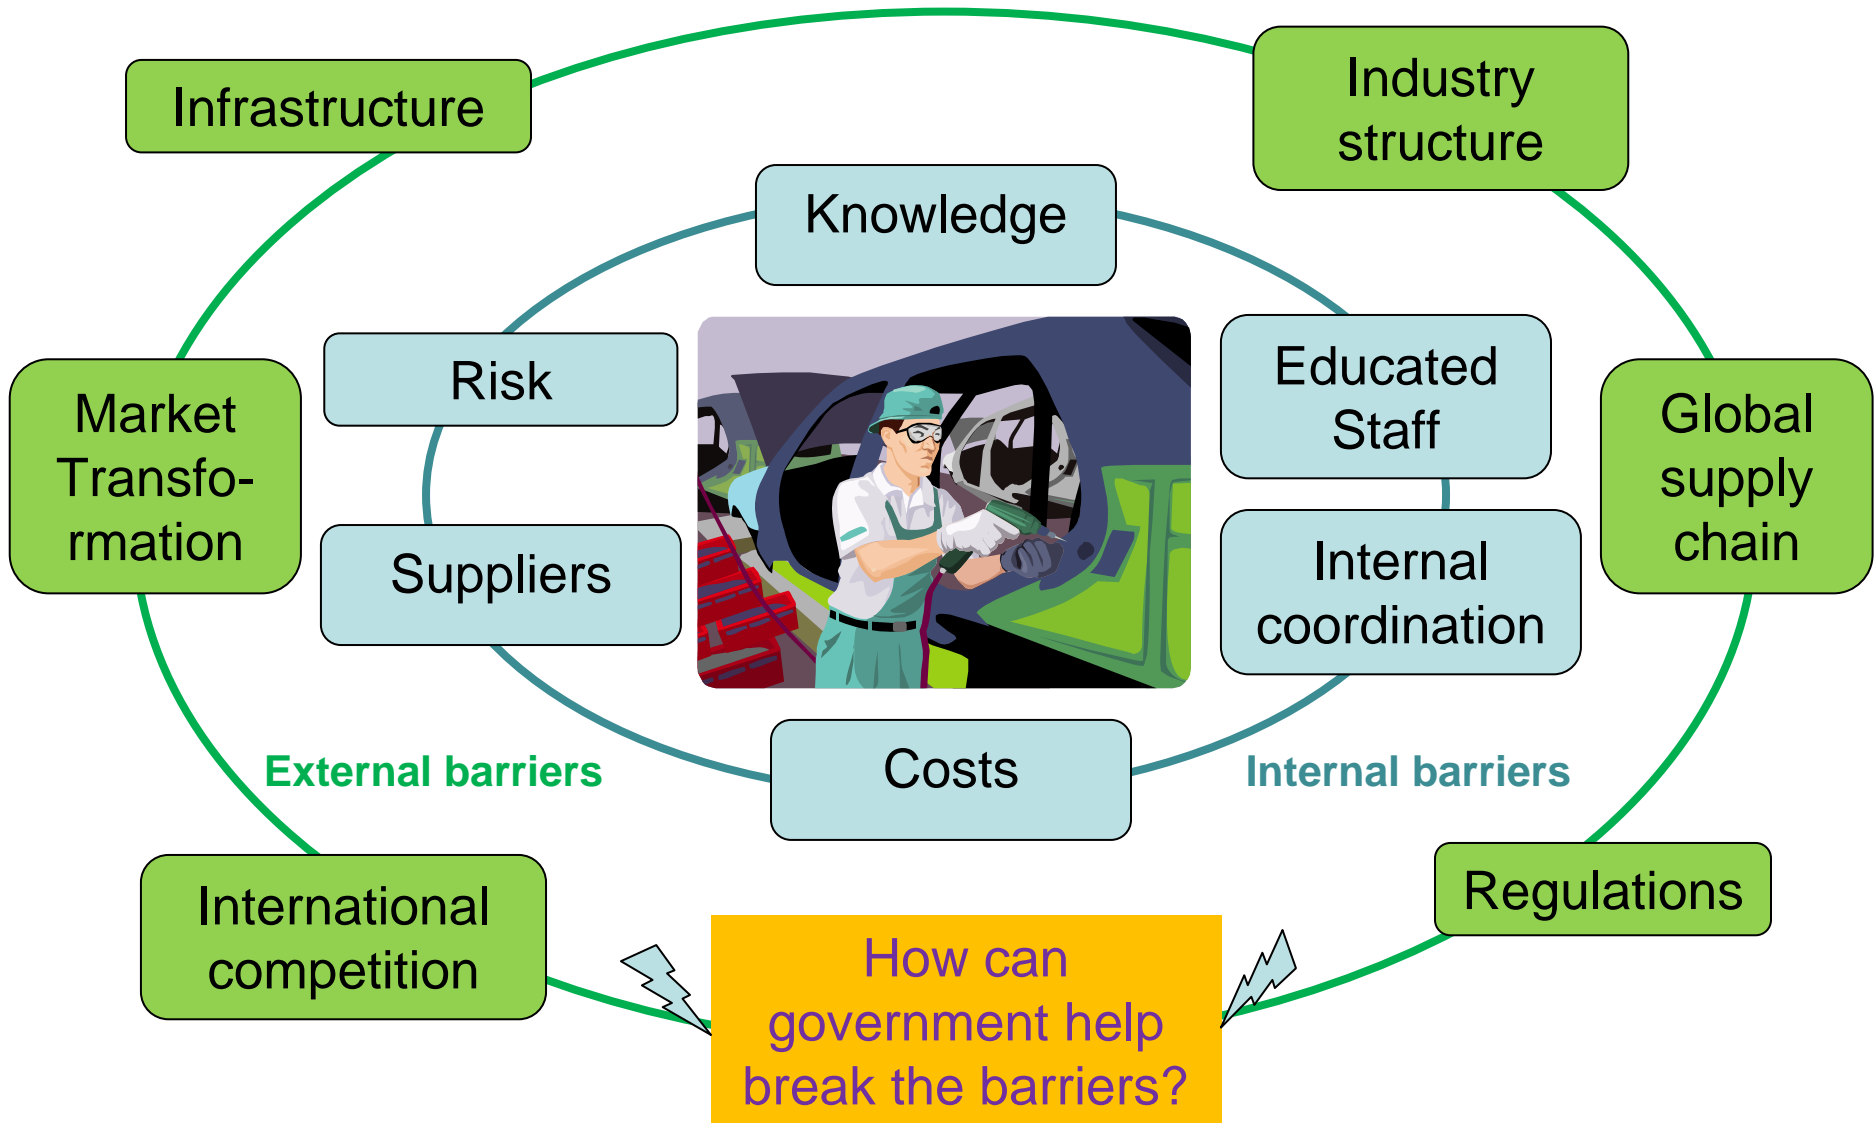 Infrastructure
Industry
structure
Knowledge
Risk
Educated
Staff
Market
Transfo-
rmation
Global
supply
chain
Suppliers
Internal
coordination
External barriers
Costs
Internal barriers
International
competition
Regulations
How can
government help
break the barriers?